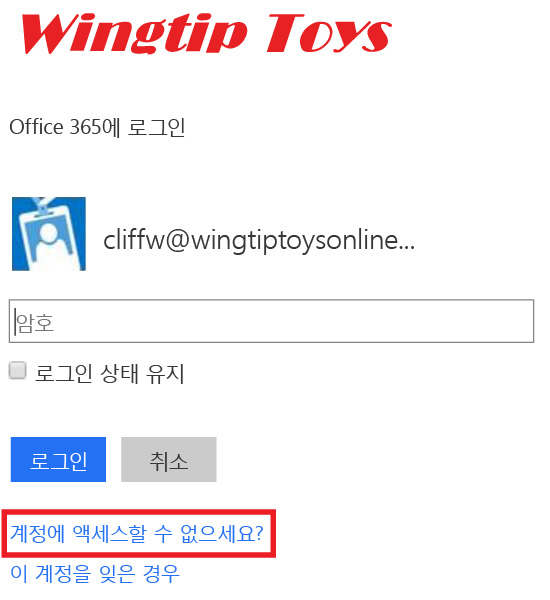 Wingtip Toys
Office 365에 로그인
cliffw@wingtiptoysonline...
암호
로그인 상태 유지
로그인 취소
계정에 액세스할 수 없으세요?
이 계정을 잊은 경우